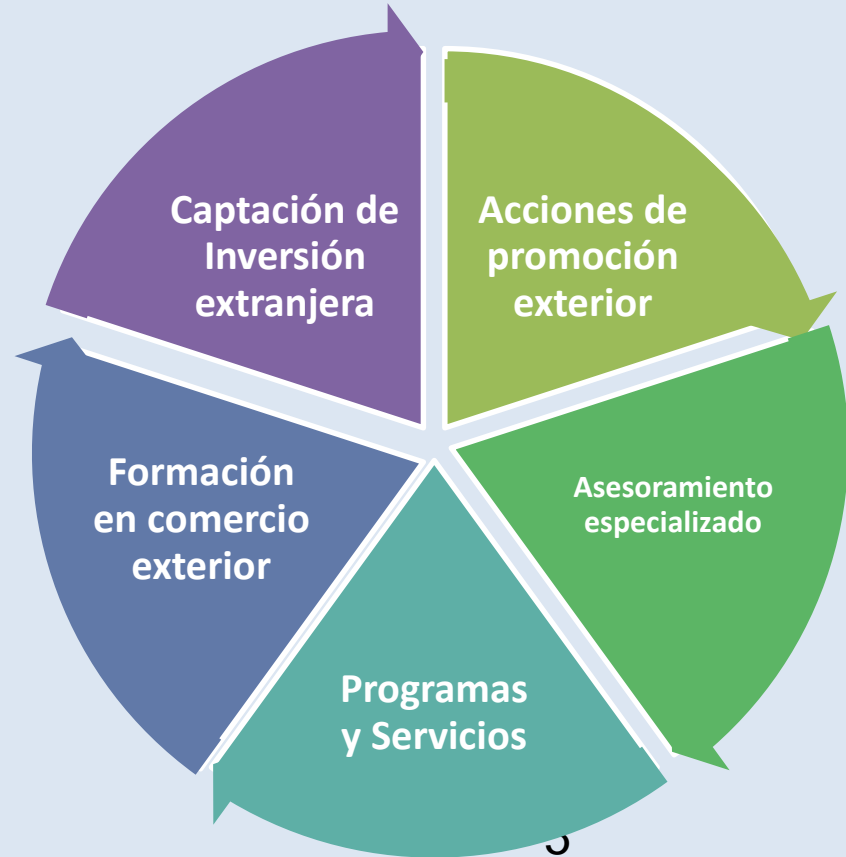 Captación de
Inversión
extranjera
Acciones de
promoción
exterior
Asesoramiento
especializado
Programas
y Servicios
Formación
en comercio
exterior